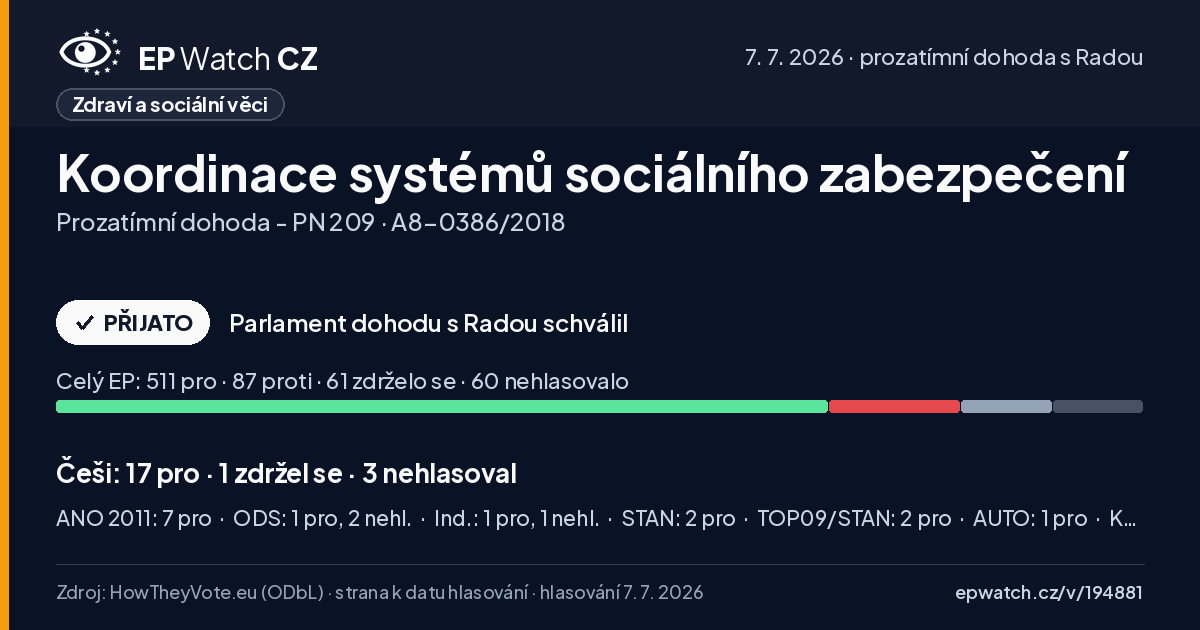 EP Watch CZ
7. 7. 2026 · prozatímní dohoda s Radou
Zdraví a sociální věci
Koordinace systémů sociálního zabezpečení
Prozatímní dohoda - PN 209 · A8–0386/2018
✓ PŘIJATO
Parlament dohodu s Radou schválil
Celý EP: 511 pro · 87 proti · 61 zdrželo se · 60 nehlasovalo
Češi: 17 pro · 1 zdržel se · 3 nehlasoval
ANO 2011: 7 pro · ODS: 1 pro, 2 nehl. · Ind.: 1 pro, 1 nehl. · STAN: 2 pro · TOP09/STAN: 2 pro · AUTO: 1 pro · K…
Zdroj: HowTheyVote.eu (ODbL) · strana k datu hlasování · hlasování 7. 7. 2026
epwatch.cz/v/194881